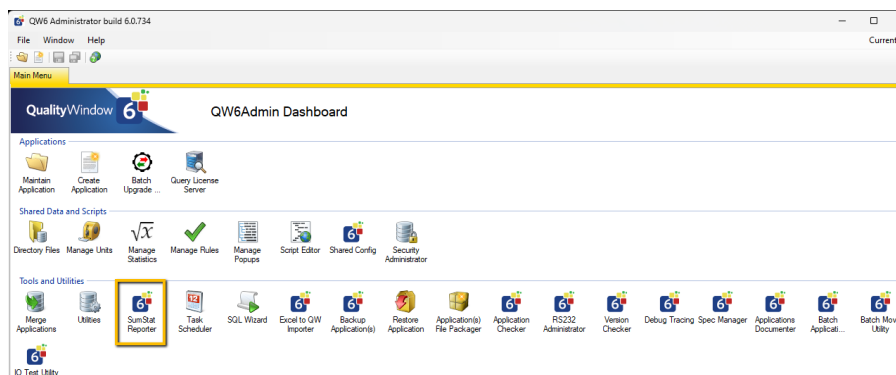 QW6 Administrator build 6.0.734
File Window Help
Current
Main Menu
QualityWindow 6
QW6Admin Dashboard
Applications
Maintain Application
Create Application
Batch Upgrade ...
Query License Server
Shared Data and Scripts
Directory Files
Manage Units
√x
Manage Statistics
Manage Rules
Manage Popups
Script Editor
Shared Config
Security Administrator
Tools and Utilities
Merge Applications
Utilities
SumStat Reporter
12
Task Scheduler
SQL Wizard
Excel to QW Importer
Backup Application(s)
Restore Application
Application(s) File Packager
Application Checker
RS232 Administrator
Version Checker
Debug Tracing
Spec Manager
Applications Documenter
Batch Applicati...
Batch Mov Utility
IO Test Utility